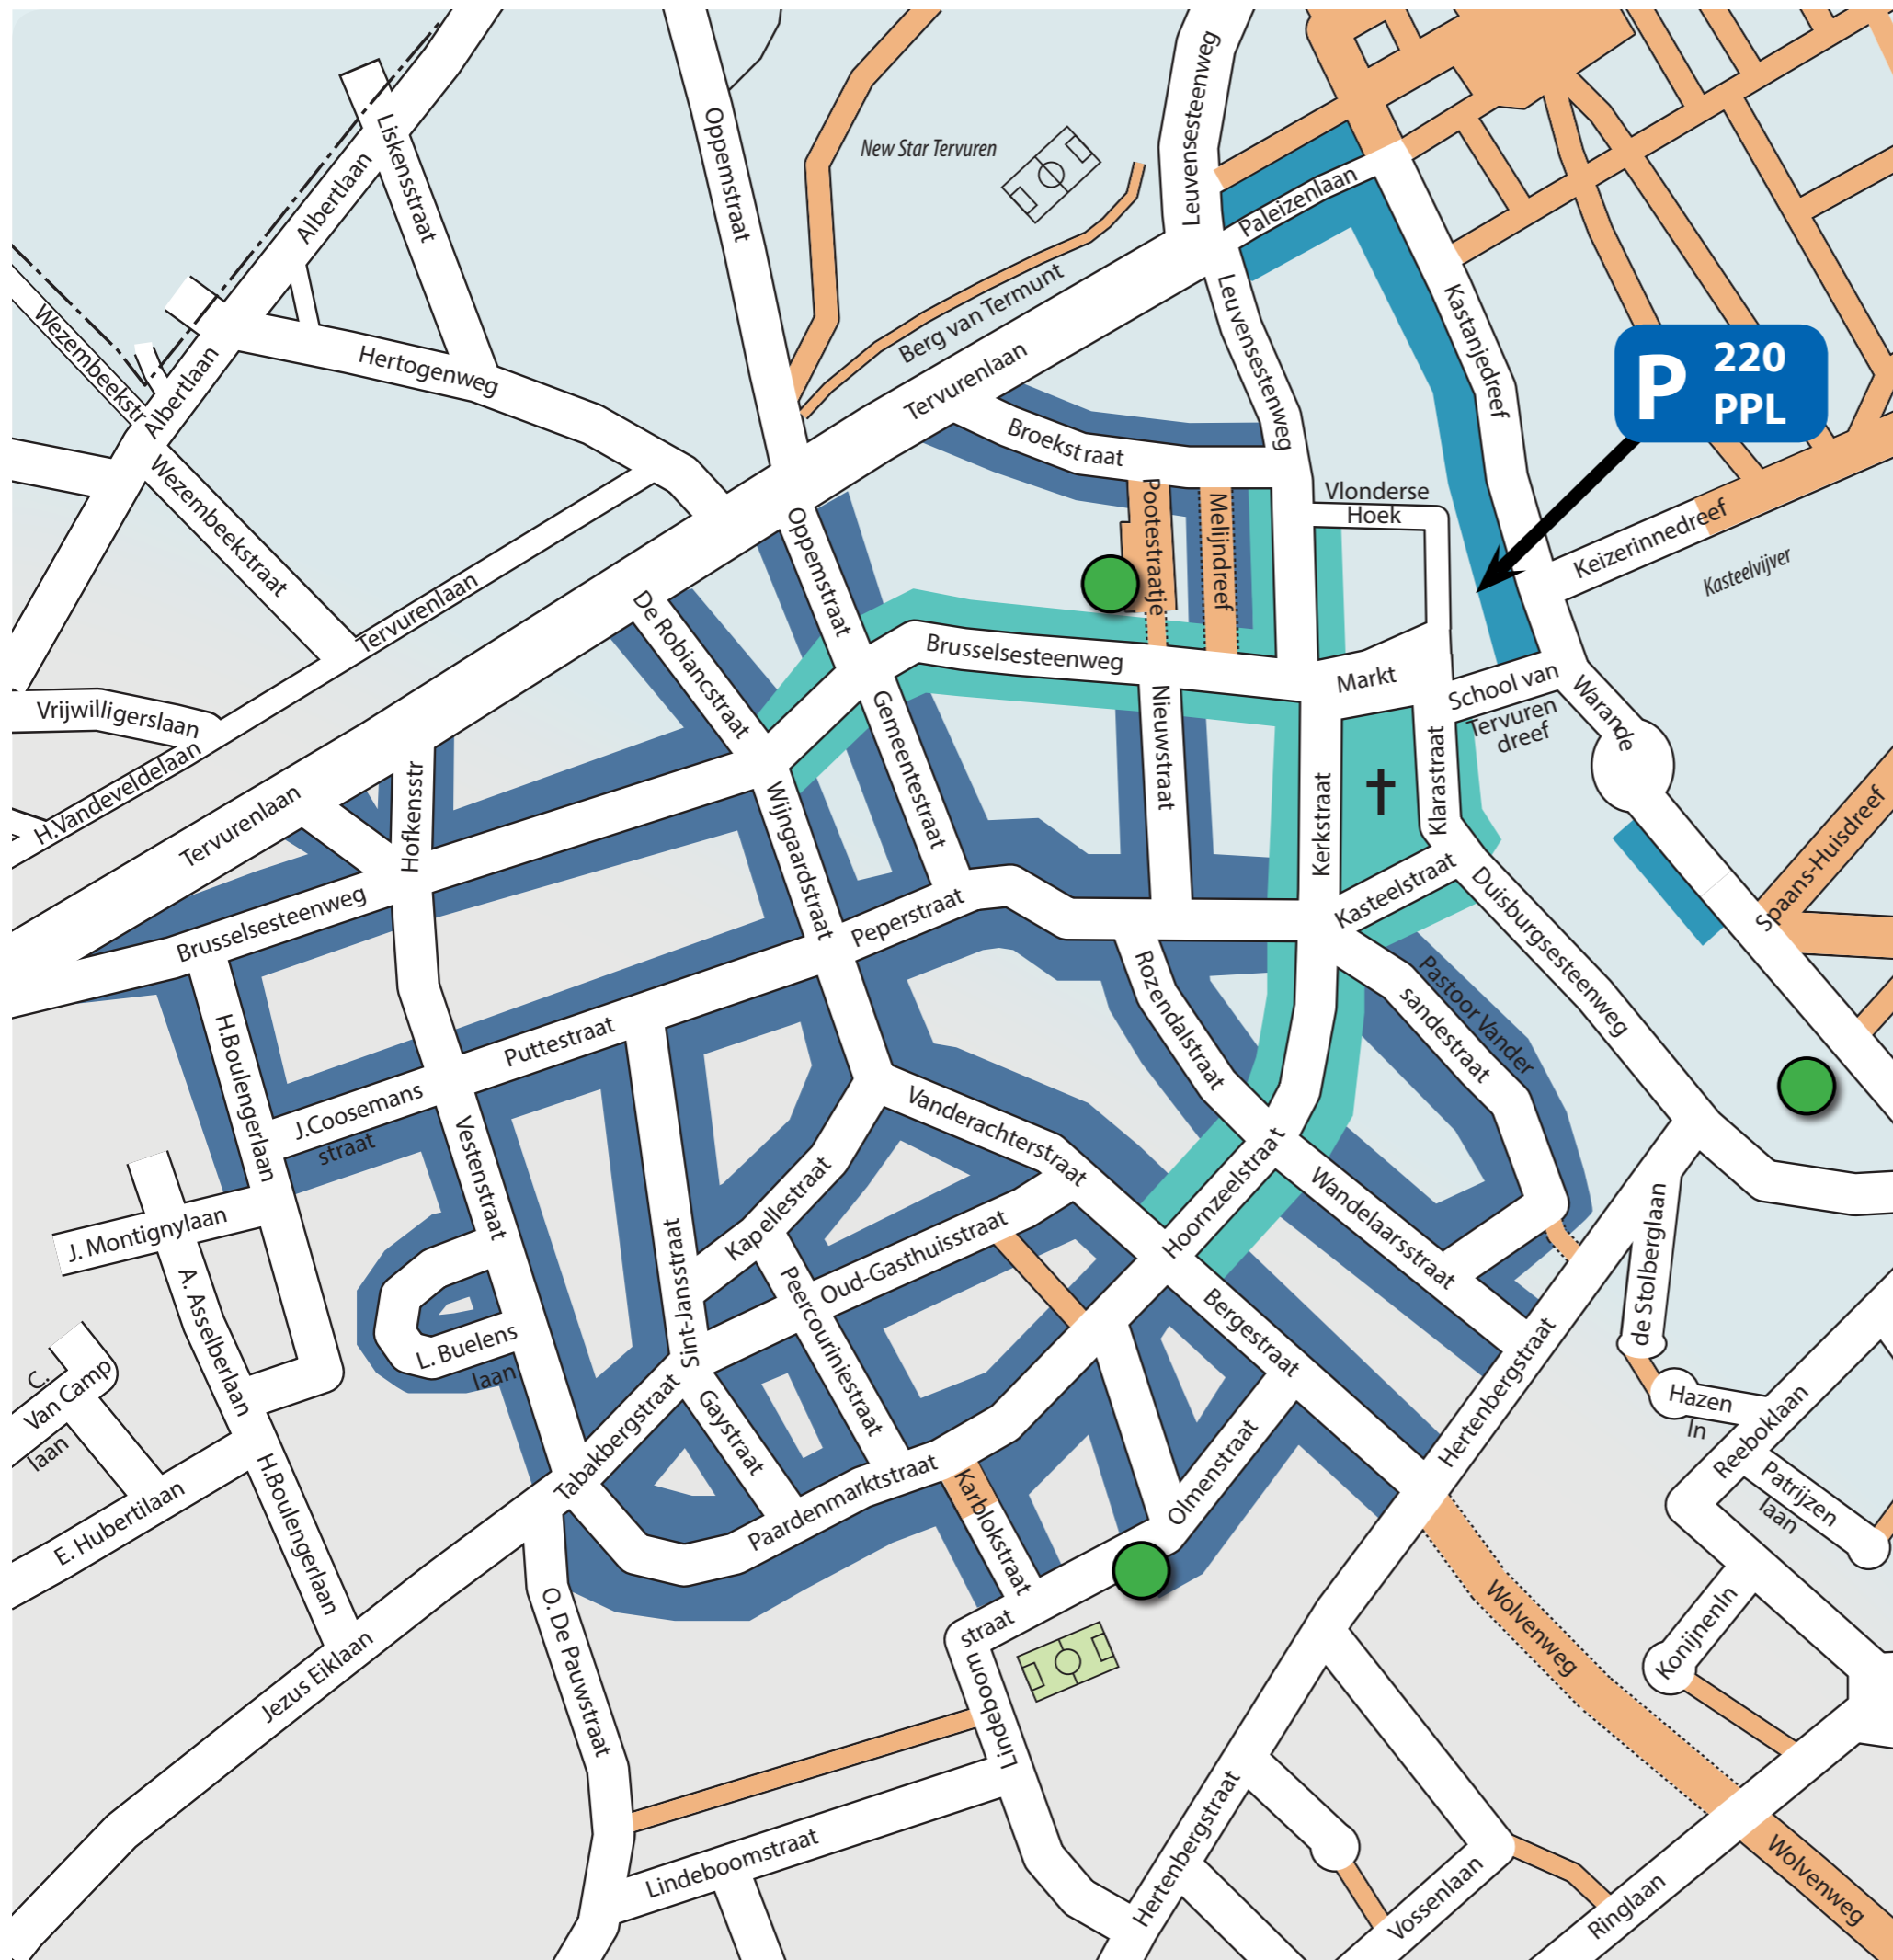 Leuvensesteenweg
Liskensstraat
Oppemstraat
New Star Tervuren
Albertlaan
Paleizenlaan
Berg van Termunt
Leuvensestenweg
Kastanjedreef
Wezembeekstr
Albertlaan
Hertogenweg
Tervurenlaan
P 220
PPL
Broekstraat
Wezembeekstraat
Pootestraatje
Meijindreef
Vlonderse
Hoek
Keizerinnedreef
Kasteelvijver
Oppemstraat
Tervurenlaan
De Robiancstraat
Brusselsesteenweg
Markt
School van
Tervuren
dreef
Warande
Vrijwilligerslaan
H.Vandeveldelaan
Gemeentestraat
Nieuwstraat
Kerkstraat
Klarastraat
Tervurenlaan
Hofkensstr
Wijngaardstraat
Spaans-Huisdreef
Kasteelstraat
Duisburgsesteenweg
Brusselsesteenweg
Peperstraat
Pastoor Vander
sandestraat
Rozendalstraat
H.Boulengerlaan
Puttestraat
J.Coosemans
straat
Vestenstraat
Vanderachterstraat
Kapellestraat
Hoornzeelstraat
Wandelaarsstraat
J. Montignylaan
Sint-Jansstraat
Oud-Gasthuisstraat
de Stolberglaan
A. Asselberlaan
L. Buelens
laan
Peercouriniestraat
Bergestraat
Hertenbergstraat
C.
Van Camp
laan
Hazen
ln
Reeboklaan
Gaystraat
Tabakbergstraat
Olmenstraat
Patrijzen
laan
Paardenmarktstraat
Karblokstraat
E. Hubertilaan
H.Boulengerlaan
O. De Pauwstraat
Wolvenweg
Konijnenln
Jezus Eiklaan
straat
Lindeboom
Lindeboomstraat
Hertenbergstraat
Vossenlaan
Ringlaan
Wolvenweg